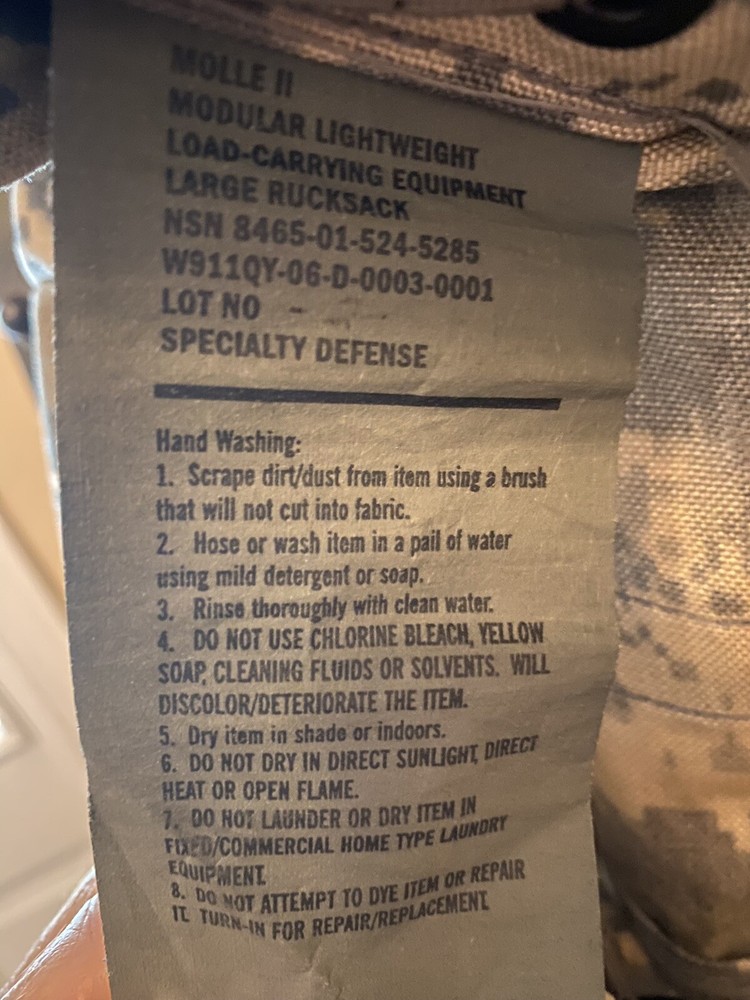 MOLLE II
MODULAR LIGHTWEIGHT
LOAD-CARRYING EQUIPMENT
LARGE RUCKSACK
NSN 8465-01-524-5285
W911QY-06-D-0003-0001
LOT NO -
SPECIALTY DEFENSE
Hand Washing:
1. Scrape dirt/dust from item using a brush
that will not cut into fabric.
2. Hose or wash item in a pail of water
using mild detergent or soap.
3. Rinse thoroughly with clean water.
4. DO NOT USE CHLORINE BLEACH, YELLOW
SOAP, CLEANING FLUIDS OR SOLVENTS. WILL
DISCOLOR/DETERIORATE THE ITEM.
5. Dry item in shade or indoors.
6. DO NOT DRY IN DIRECT SUNLIGHT, DIRECT
HEAT OR OPEN FLAME.
7. DO NOT LAUNDER OR DRY ITEM IN
FIXED/COMMERCIAL HOME TYPE LAUNDRY
EQUIPMENT.
8. DO NOT ATTEMPT TO DYE ITEM OR REPAIR
IT. TURN-IN FOR REPAIR/REPLACEMENT.